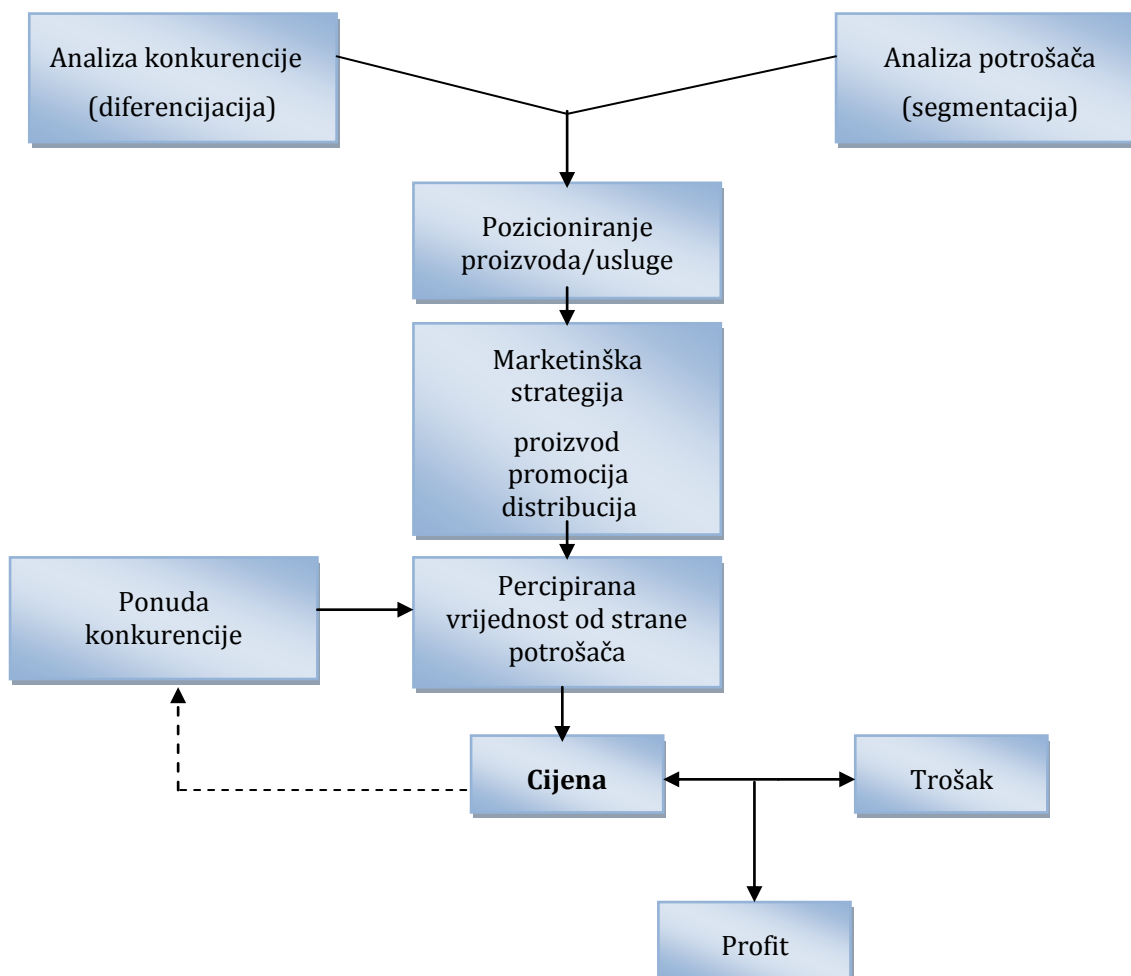 Analiza konkurencije
(diferencijacija)
Analiza potrošača
(segmentacija)
Pozicioniranje
proizvoda/usluge
Marketinška
strategija
proizvod
promocija
distribucija
Ponuda
konkurencije
Percipirana
vrijednost od strane
potrošača
Cijena
Trošak
Profit